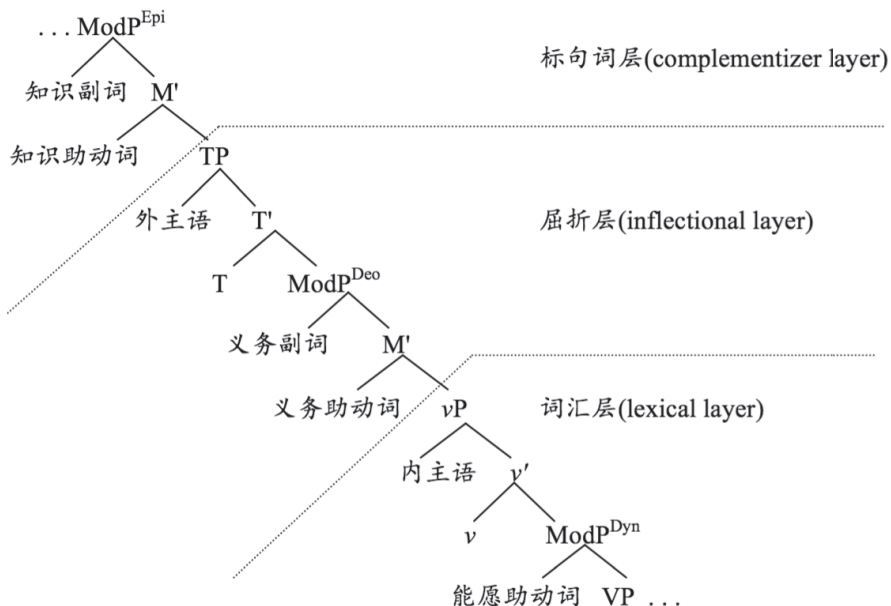 ... ModP^Epi
标句词层(complementizer layer)
知识副词 M'
知识助动词 TP
外主语 T'
屈折层(inflectional layer)
T ModP^Deo
义务副词 M'
义务助动词 vP
词汇层(lexical layer)
内主语 v'
v ModP^Dyn
能愿助动词 VP ...